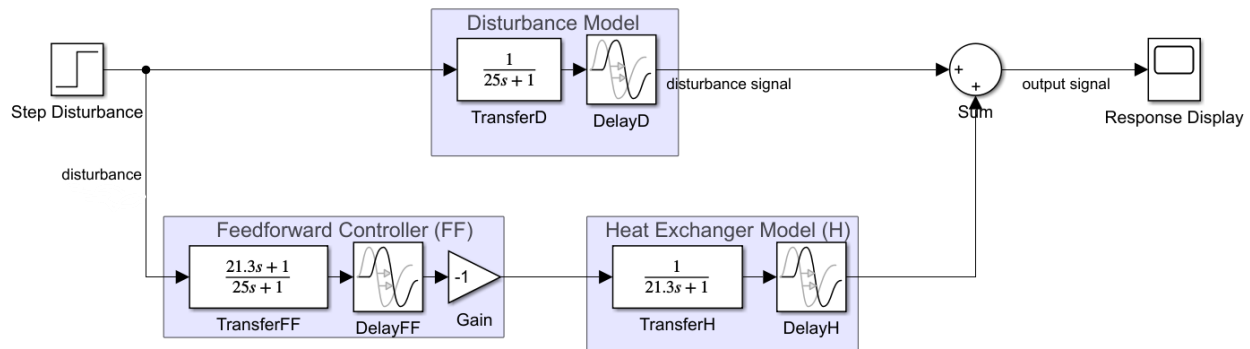 Disturbance Model
1
25s + 1
TransferD
DelayD
Step Disturbance
disturbance signal
+
+
Sum
output signal
Response Display
disturbance
Feedforward Controller (FF)
21.3s + 1
25s + 1
TransferFF
DelayFF
-1
Gain
Heat Exchanger Model (H)
1
21.3s + 1
TransferH
DelayH